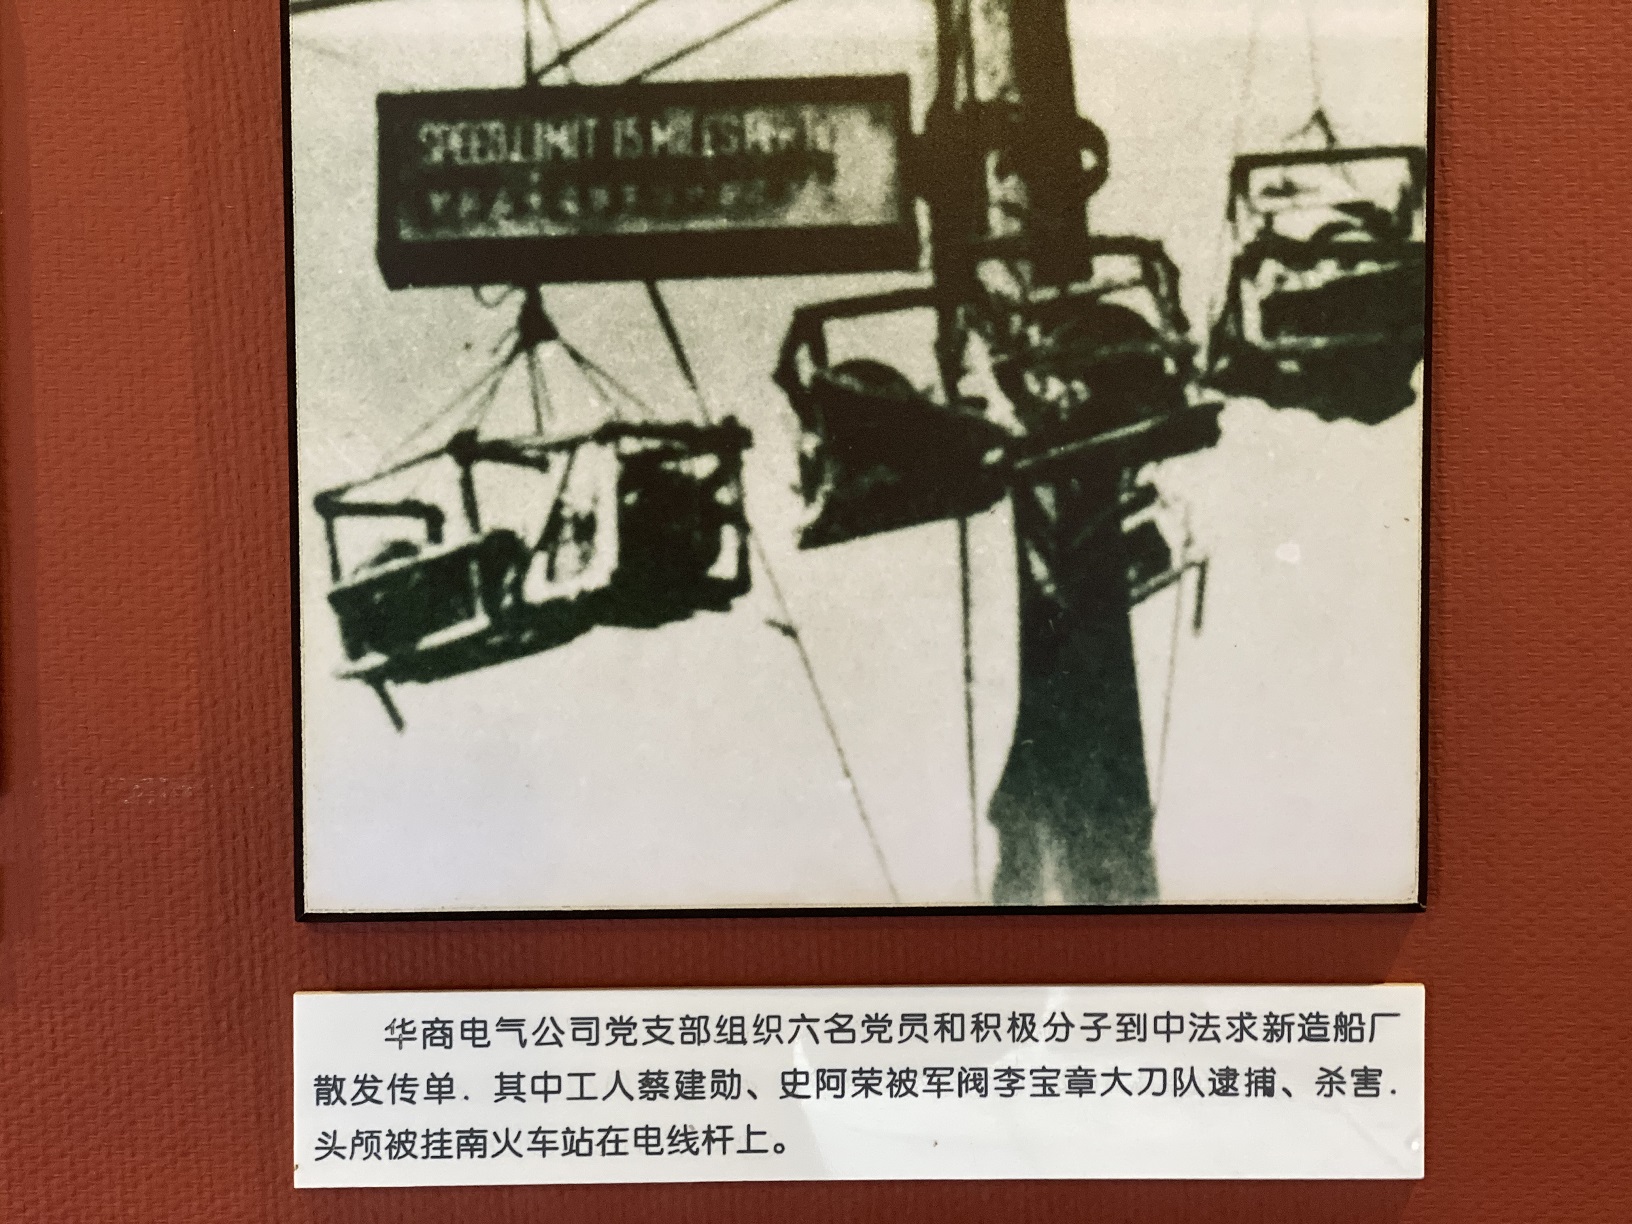 SPEED LIMIT 15 MILES
华商电气公司党支部组织六名党员和积极分子到中法求新造船厂
散发传单．其中工人蔡建勋、史阿荣被军阀李宝章大刀队逮捕、杀害．
头颅被挂南火车站在电线杆上。